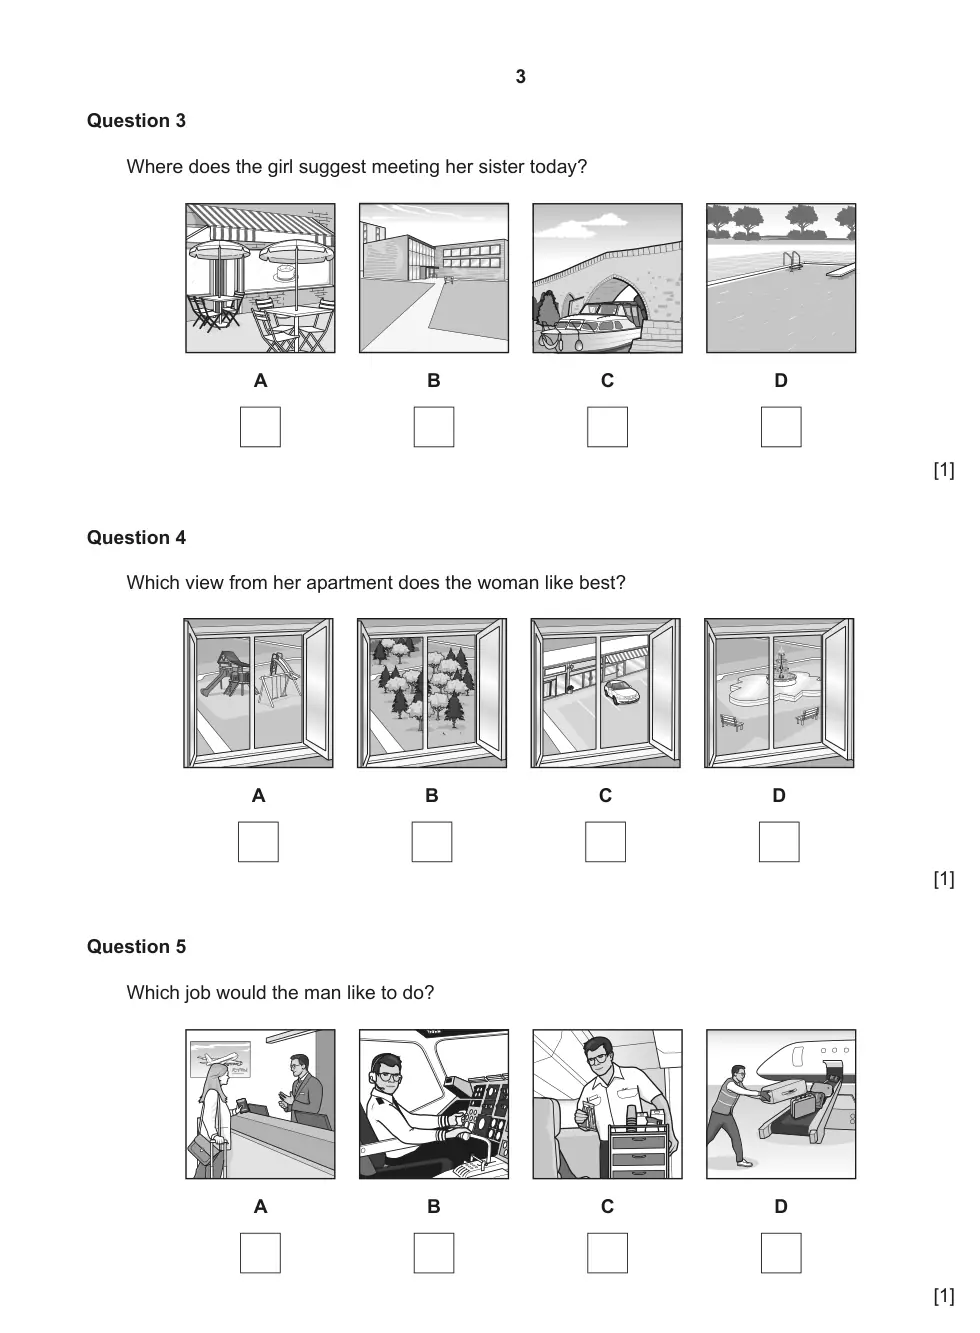 3
Question 3
Where does the girl suggest meeting her sister today?
A B C D
[1]
Question 4
Which view from her apartment does the woman like best?
A B C D
[1]
Question 5
Which job would the man like to do?
A B C D
[1]